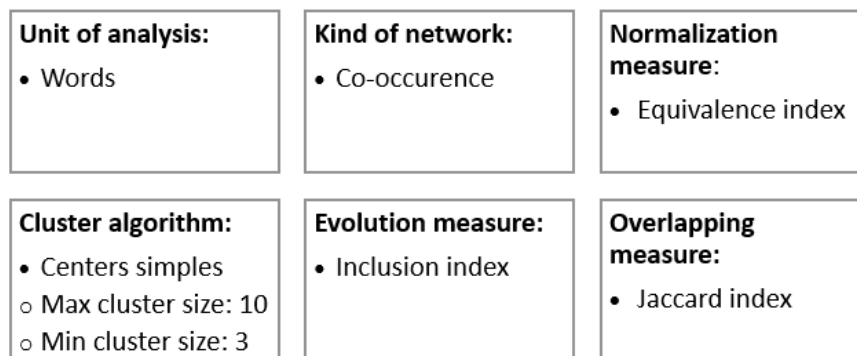 Unit of analysis:
• Words
Kind of network:
• Co-occurence
Normalization
measure:
• Equivalence index
Cluster algorithm:
• Centers simples
o Max cluster size: 10
o Min cluster size: 3
Evolution measure:
• Inclusion index
Overlapping
measure:
• Jaccard index